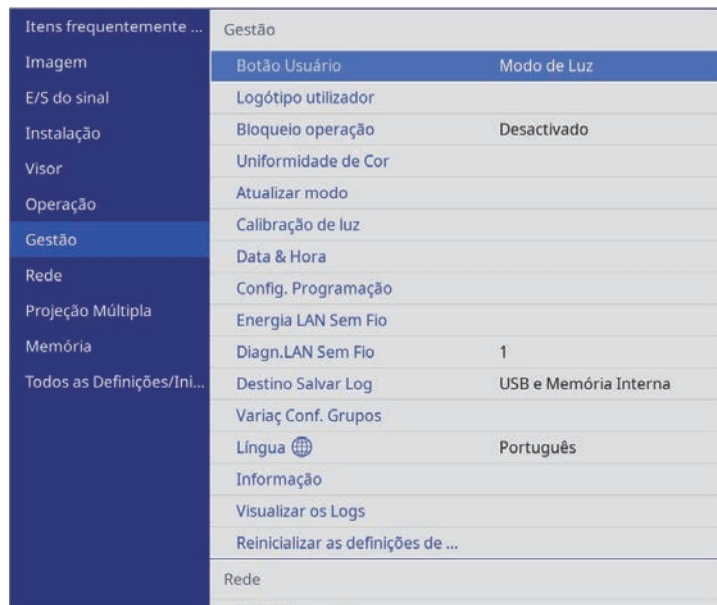 Itens frequentemente ...
Imagem
E/S do sinal
Instalação
Visor
Operação
Gestão
Rede
Projeção Múltipla
Memória
Todos as Definições/Ini...
Gestão
Botão Usuário Modo de Luz
Logótipo utilizador
Bloqueio operação Desactivado
Uniformidade de Cor
Atualizar modo
Calibração de luz
Data & Hora
Config. Programação
Energia LAN Sem Fio
Diagn.LAN Sem Fio 1
Destino Salvar Log USB e Memória Interna
Variaç Conf. Grupos
Língua Português
Informação
Visualizar os Logs
Reinicializar as definições de ...
Rede